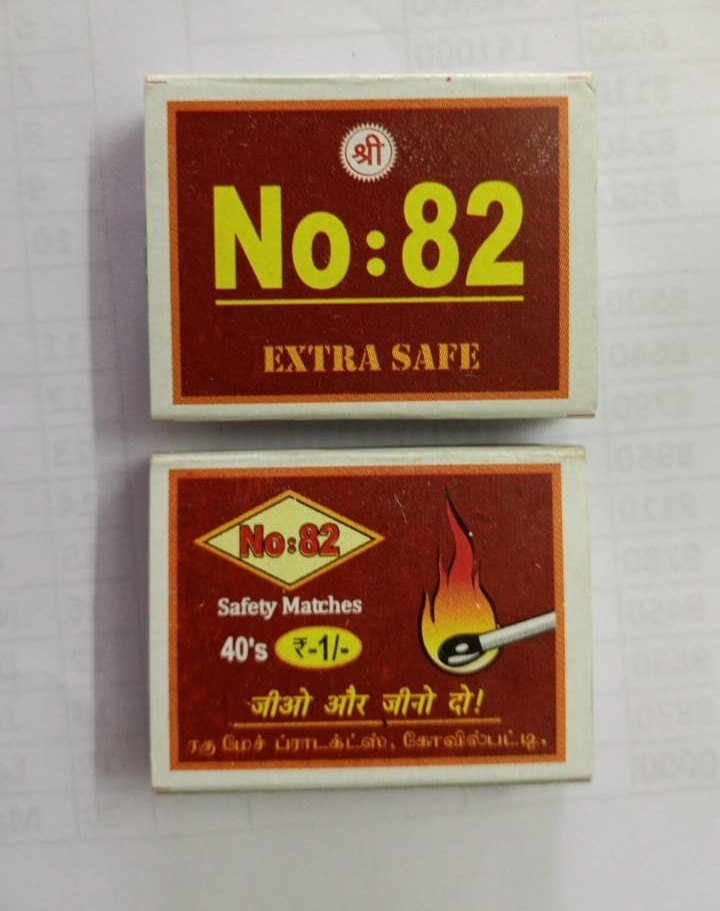 श्री
No:82
EXTRA SAFE
No:82
Safety Matches
40's ₹-1/-
जीओ और जीनो दो!
ரகு மேச் ப்ராடக்ட்ஸ், கோவில்பட்டி.